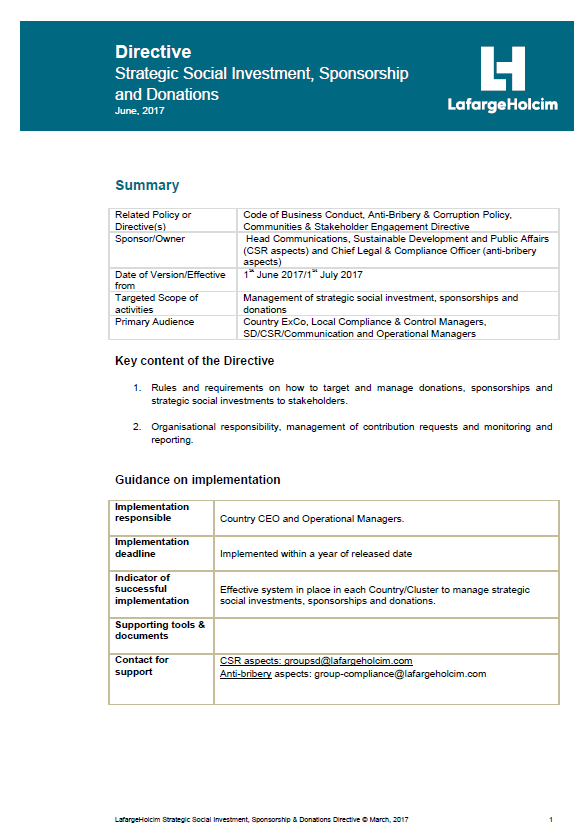 Directive
Strategic Social Investment, Sponsorship
and Donations
June, 2017
LafargeHolcim
Summary
Related Policy or
Directive(s)
Code of Business Conduct, Anti-Bribery & Corruption Policy,
Communities & Stakeholder Engagement Directive
Sponsor/Owner
Head Communications, Sustainable Development and Public Affairs
(CSR aspects) and Chief Legal & Compliance Officer (anti-bribery
aspects)
Date of Version/Effective
from
1st June 2017/1st July 2017
Targeted Scope of
activities
Management of strategic social investment, sponsorships and
donations
Primary Audience
Country ExCo, Local Compliance & Control Managers,
SD/CSR/Communication and Operational Managers
Key content of the Directive
1. Rules and requirements on how to target and manage donations, sponsorships and
strategic social investments to stakeholders.
2. Organisational responsibility, management of contribution requests and monitoring and
reporting.
Guidance on implementation
Implementation
responsible
Country CEO and Operational Managers.
Implementation
deadline
Implemented within a year of released date
Indicator of
successful
implementation
Effective system in place in each Country/Cluster to manage strategic
social investments, sponsorships and donations.
Supporting tools &
documents
Contact for
support
CSR aspects: groupsd@lafargeholcim.com
Anti-bribery aspects: group-compliance@lafargeholcim.com
LafargeHolcim Strategic Social Investment, Sponsorship & Donations Directive © March, 2017
1